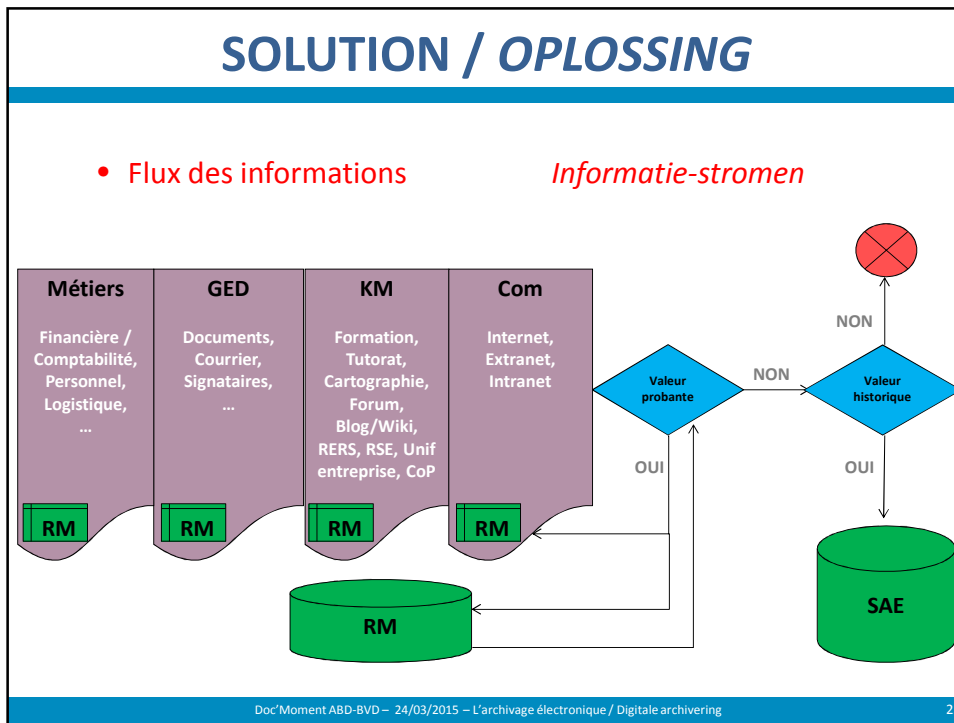 SOLUTION / OPLOSSING
• Flux des informations
Informatie-stromen
Métiers
Financière /
Comptabilité,
Personnel,
Logistique,
…
RM
GED
Documents,
Courrier,
Signataires,
…
RM
KM
Formation,
Tutorat,
Cartographie,
Forum,
Blog/Wiki,
RERS, RSE, Unif
entreprise, CoP
RM
Com
Internet,
Extranet,
Intranet
RM
Valeur
probante
NON
OUI
Valeur
historique
NON
OUI
RM
SAE
Doc'Moment ABD-BVD – 24/03/2015 – L'archivage électronique / Digitale archivering
2